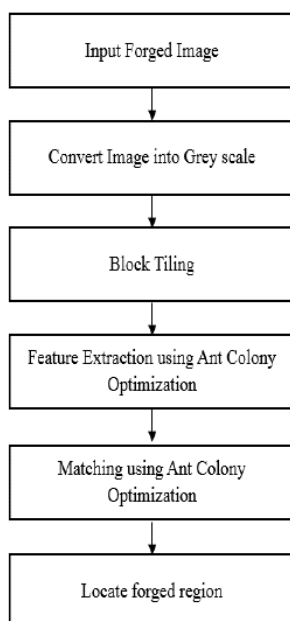 Input Forged Image
Convert Image into Grey scale
Block Tiling
Feature Extraction using Ant Colony
Optimization
Matching using Ant Colony
Optimization
Locate forged region